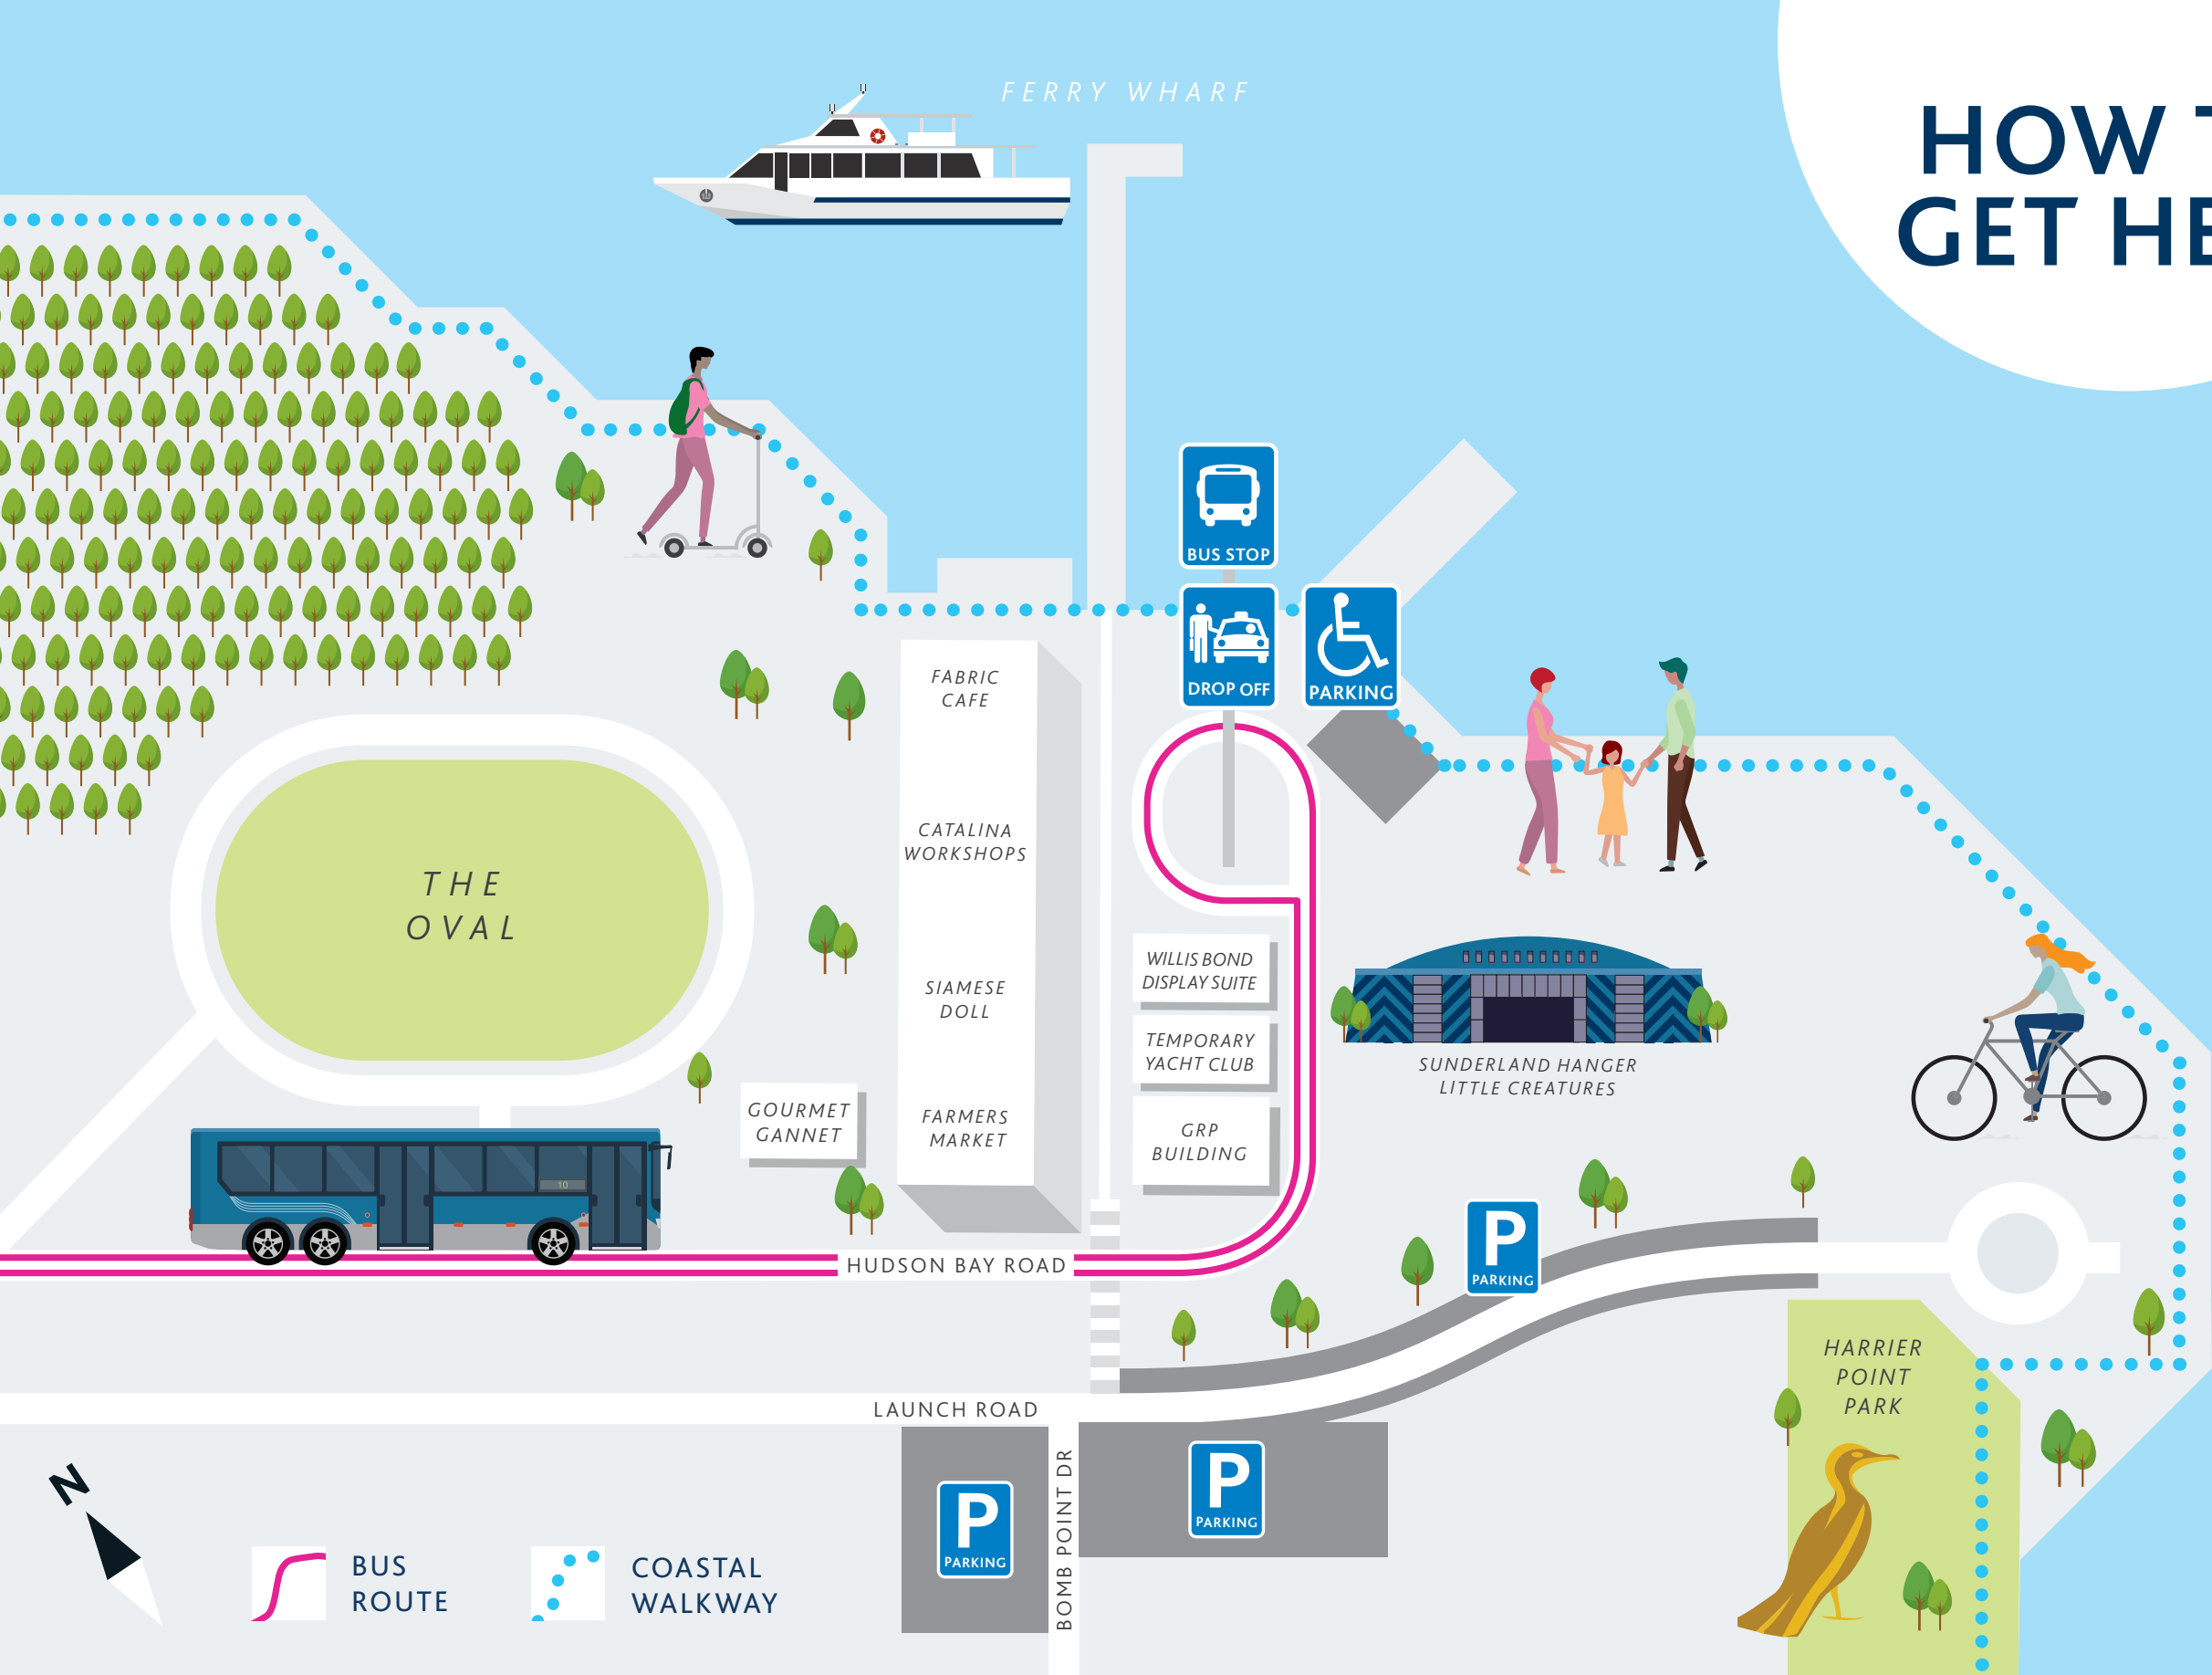 FERRY WHARF
HOW T
GET HE
BUS STOP
DROP OFF
PARKING
FABRIC
CAFE
CATALINA
WORKSHOPS
SIAMESE
DOLL
FARMERS
MARKET
THE
OVAL
WILLIS BOND
DISPLAY SUITE
TEMPORARY
YACHT CLUB
GRP
BUILDING
SUNDERLAND HANGER
LITTLE CREATURES
GOURMET
GANNET
10
HUDSON BAY ROAD
P
PARKING
HARRIER
POINT
PARK
LAUNCH ROAD
BOMB POINT DR
P
PARKING
P
PARKING
N
BUS
ROUTE
COASTAL
WALKWAY